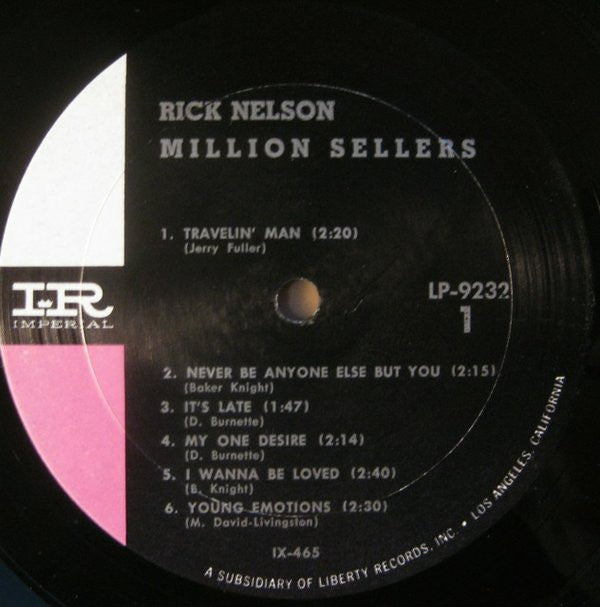 RICK NELSON
MILLION SELLERS
1. TRAVELIN' MAN (2:20)
(Jerry Fuller)
IR
IMPERIAL
LP-9232
1
2. NEVER BE ANYONE ELSE BUT YOU (2:15)
(Baker Knight)
3. IT'S LATE (1:47)
(D. Burnette)
4. MY ONE DESIRE (2:14)
(D. Burnette)
5. I WANNA BE LOVED (2:40)
(B. Knight)
6. YOUNG EMOTIONS (2:30)
(M. David-Livingston)
IX-465
A SUBSIDIARY OF LIBERTY RECORDS, INC. • LOS ANGELES, CALIFORNIA